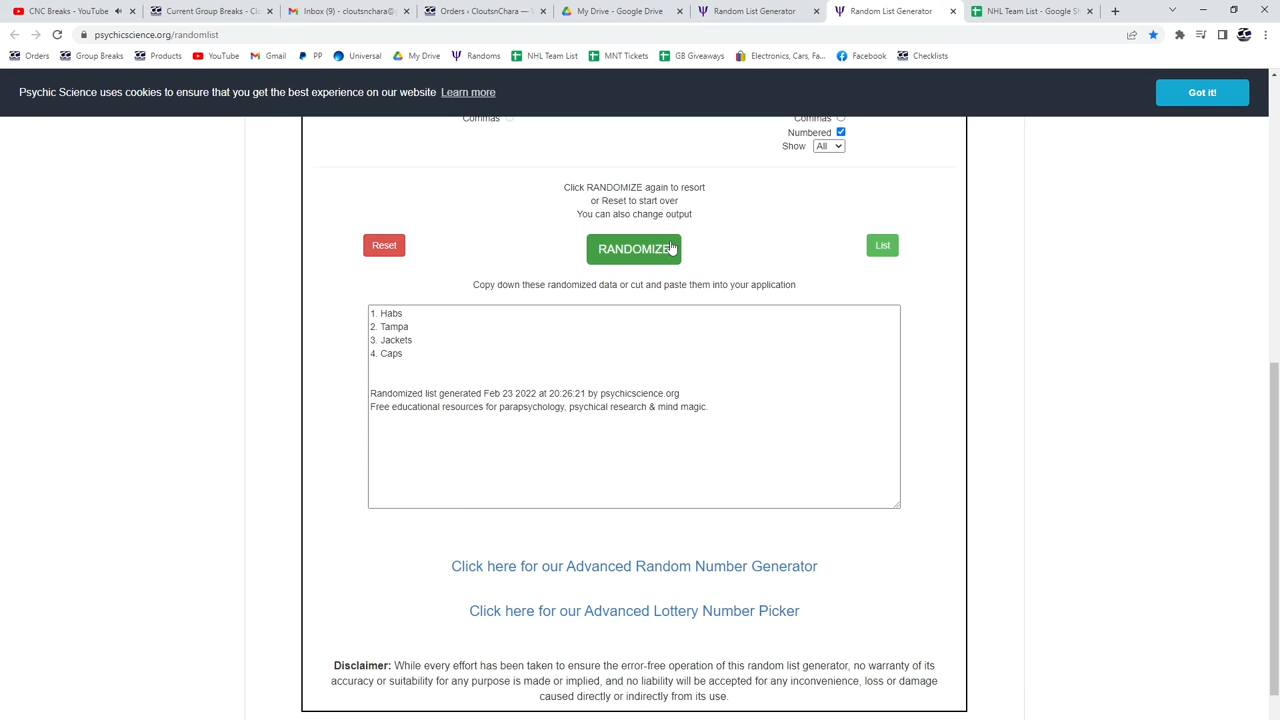 CNC Breaks - YouTube
Current Group Breaks - Cl
Inbox (9) - cloutsnchara@g
Orders ‹ CloutsnChara —
My Drive - Google Drive
Random List Generator
Random List Generator
NHL Team List - Google Sh
psychicscience.org/randomlist
Orders
Group Breaks
Products
YouTube
Gmail
PP
Universal
My Drive
Randoms
NHL Team List
MNT Tickets
GB Giveaways
Electronics, Cars, Fa...
Facebook
Checklists
Psychic Science uses cookies to ensure that you get the best experience on our website Learn more
Got it!
Commas
Commas
Numbered
Show All
Click RANDOMIZE again to resort
or Reset to start over
You can also change output
Reset
RANDOMIZE
List
Copy down these randomized data or cut and paste them into your application
1. Habs
2. Tampa
3. Jackets
4. Caps
Randomized list generated Feb 23 2022 at 20:26:21 by psychicscience.org
Free educational resources for parapsychology, psychical research & mind magic.
Click here for our Advanced Random Number Generator
Click here for our Advanced Lottery Number Picker
Disclaimer: While every effort has been taken to ensure the error-free operation of this random list generator, no warranty of its
accuracy or suitability for any purpose is made or implied, and no liability will be accepted for any inconvenience, loss or damage
caused directly or indirectly from its use.